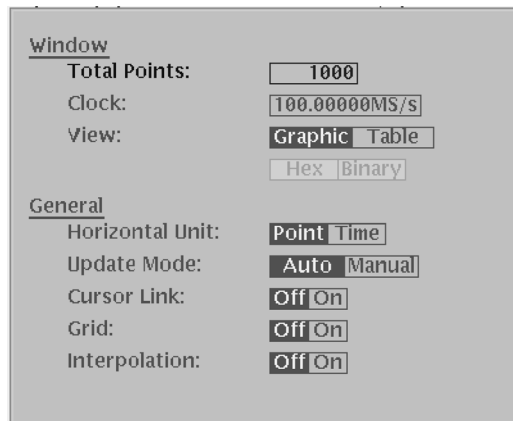 Window
Total Points: 1000
Clock: 100.00000MS/s
View: Graphic Table
Hex Binary
General
Horizontal Unit: Point Time
Update Mode: Auto Manual
Cursor Link: Off On
Grid: Off On
Interpolation: Off On